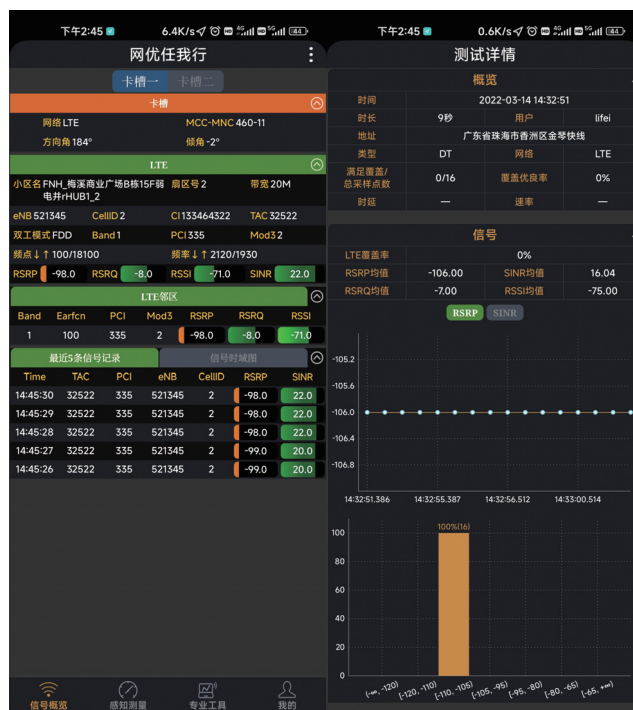 下午2:45
6.4K/s
4G
5G
44
网优任我行
卡槽一
卡槽二
卡槽
网络 LTE
MCC-MNC 460-11
方向角 184°
倾角 -2°
LTE
小区名 FNH_梅溪商业广场B栋15F弱
电井rHUB1_2
扇区号 2
带宽 20M
eNB 521345 CellID 2 CI 133464322 TAC 32522
双工模式 FDD Band 1 PCI 335 Mod3 2
频点↓↑ 100/18100 频率↓↑ 2120/1930
RSRP -98.0 RSRQ -8.0 RSSI -71.0 SINR 22.0
LTE邻区
Band Earfcn PCI Mod3 RSRP RSRQ RSSI
1 100 335 2 -98.0 -8.0 -71.0
最近5条信号记录
信号时域图
Time TAC PCI eNB CellID RSRP SINR
14:45:30 32522 335 521345 2 -98.0 22.0
14:45:29 32522 335 521345 2 -98.0 22.0
14:45:28 32522 335 521345 2 -98.0 22.0
14:45:27 32522 335 521345 2 -99.0 20.0
14:45:26 32522 335 521345 2 -99.0 20.0
信号概览
感知测量
专业工具
我的
下午2:45
0.6K/s
4G
5G
44
测试详情
概览
时间 2022-03-14 14:32:51
时长 9秒 用户 lifei
地址 广东省珠海市香洲区金琴快线
类型 DT 网络 LTE
满足覆盖/
总采样点数
0/16 覆盖优良率 0%
时延 — 速率 —
信号
LTE覆盖率 0%
RSRP均值 -106.00 SINR均值 16.04
RSRQ均值 -7.00 RSSI均值 -75.00
RSRP SINR
-105.2
-105.6
-106.0
-106.4
-106.8
14:32:51.386 14:32:55.387 14:32:56.512 14:33:00.514
100%(16)
100
80
60
40
20
0
[-∞, -120) [-120, -110) [-110, -105) [-105, -95) [-95, -80) [-80, -65) [-65, +∞)